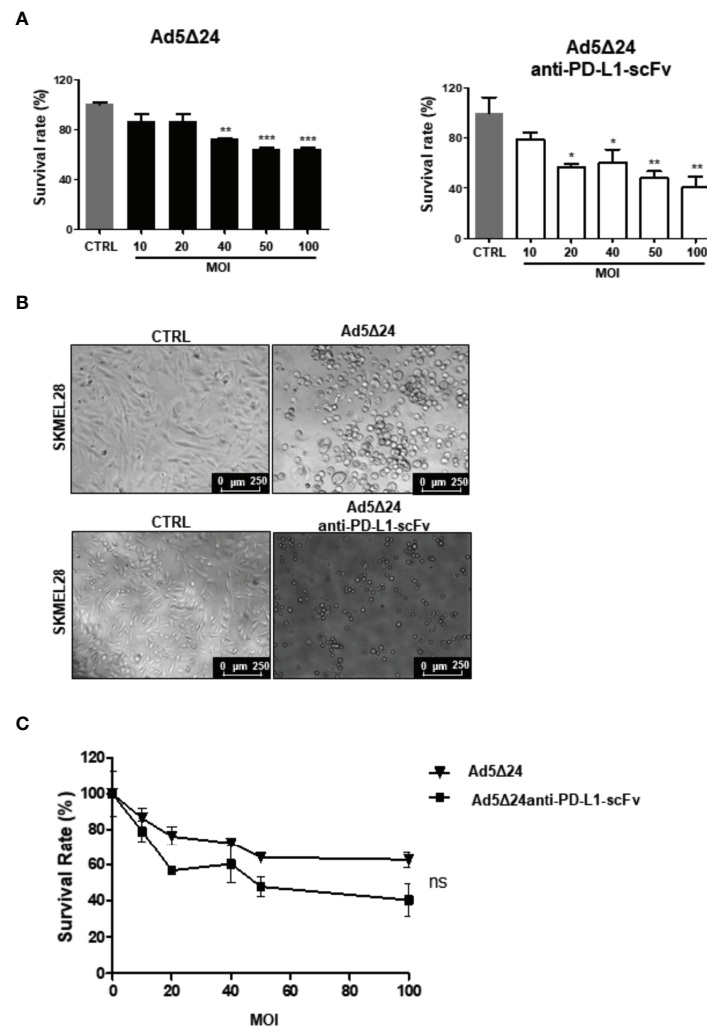 A
Ad5Δ24
Survival rate (%)
120
80
40
0
** *** ***
CTRL 10 20 40 50 100
MOI
Ad5Δ24
anti-PD-L1-scFv
Survival rate (%)
120
80
40
0
* * ** **
CTRL 10 20 40 50 100
MOI
B
CTRL Ad5Δ24
SKMEL28
0 µm 250 0 µm 250
CTRL Ad5Δ24
anti-PD-L1-scFv
SKMEL28
0 µm 250 0 µm 250
C
Survival Rate (%)
120
100
80
60
40
20
0
0 20 40 60 80 100
MOI
Ad5Δ24
Ad5Δ24anti-PD-L1-scFv
ns